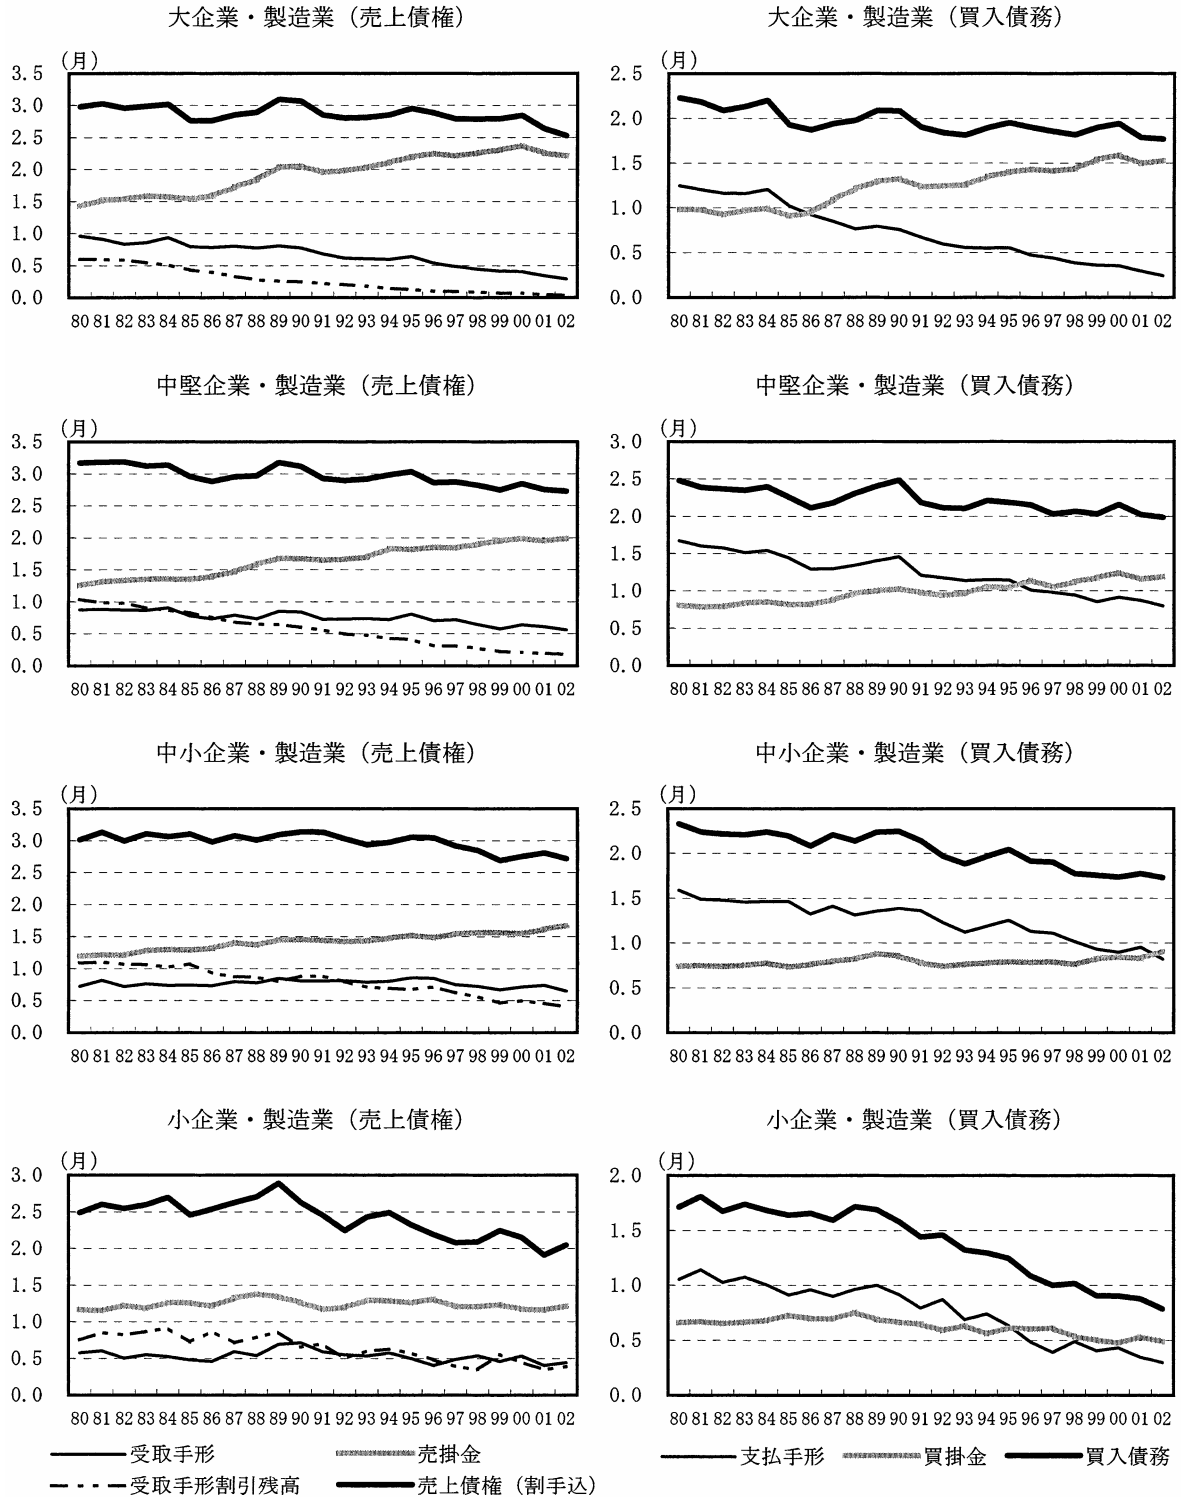 大企業・製造業（売上債権）
（月）
3.5
3.0
2.5
2.0
1.5
1.0
0.5
0.0
80 81 82 83 84 85 86 87 88 89 90 91 92 93 94 95 96 97 98 99 00 01 02
大企業・製造業（買入債務）
（月）
2.5
2.0
1.5
1.0
0.5
0.0
80 81 82 83 84 85 86 87 88 89 90 91 92 93 94 95 96 97 98 99 00 01 02
中堅企業・製造業（売上債権）
（月）
3.5
3.0
2.5
2.0
1.5
1.0
0.5
0.0
80 81 82 83 84 85 86 87 88 89 90 91 92 93 94 95 96 97 98 99 00 01 02
中堅企業・製造業（買入債務）
（月）
3.0
2.5
2.0
1.5
1.0
0.5
0.0
80 81 82 83 84 85 86 87 88 89 90 91 92 93 94 95 96 97 98 99 00 01 02
中小企業・製造業（売上債権）
（月）
3.5
3.0
2.5
2.0
1.5
1.0
0.5
0.0
80 81 82 83 84 85 86 87 88 89 90 91 92 93 94 95 96 97 98 99 00 01 02
中小企業・製造業（買入債務）
（月）
2.5
2.0
1.5
1.0
0.5
0.0
80 81 82 83 84 85 86 87 88 89 90 91 92 93 94 95 96 97 98 99 00 01 02
小企業・製造業（売上債権）
（月）
3.0
2.5
2.0
1.5
1.0
0.5
0.0
80 81 82 83 84 85 86 87 88 89 90 91 92 93 94 95 96 97 98 99 00 01 02
受取手形 売掛金
受取手形割引残高 売上債権（割手込）
小企業・製造業（買入債務）
（月）
2.0
1.5
1.0
0.5
0.0
80 81 82 83 84 85 86 87 88 89 90 91 92 93 94 95 96 97 98 99 00 01 02
支払手形 買掛金 買入債務